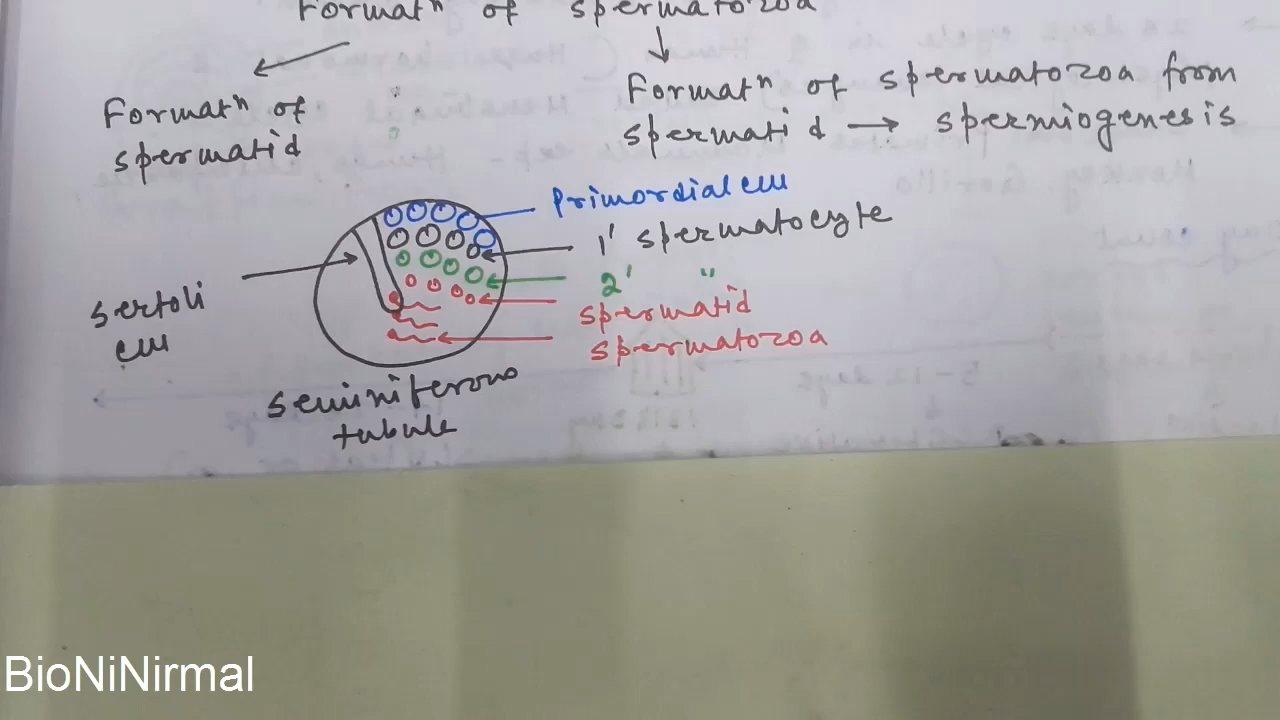 Formatⁿ of spermatozoa
Formatⁿ of
spermatid
Formatⁿ of spermatozoa from
spermatid → spermiogenesis
Primordial cell
1' spermatocyte
2' "
spermatid
spermatozoa
sertoli
cell
seminiferous
tubule
BioNiNirmal